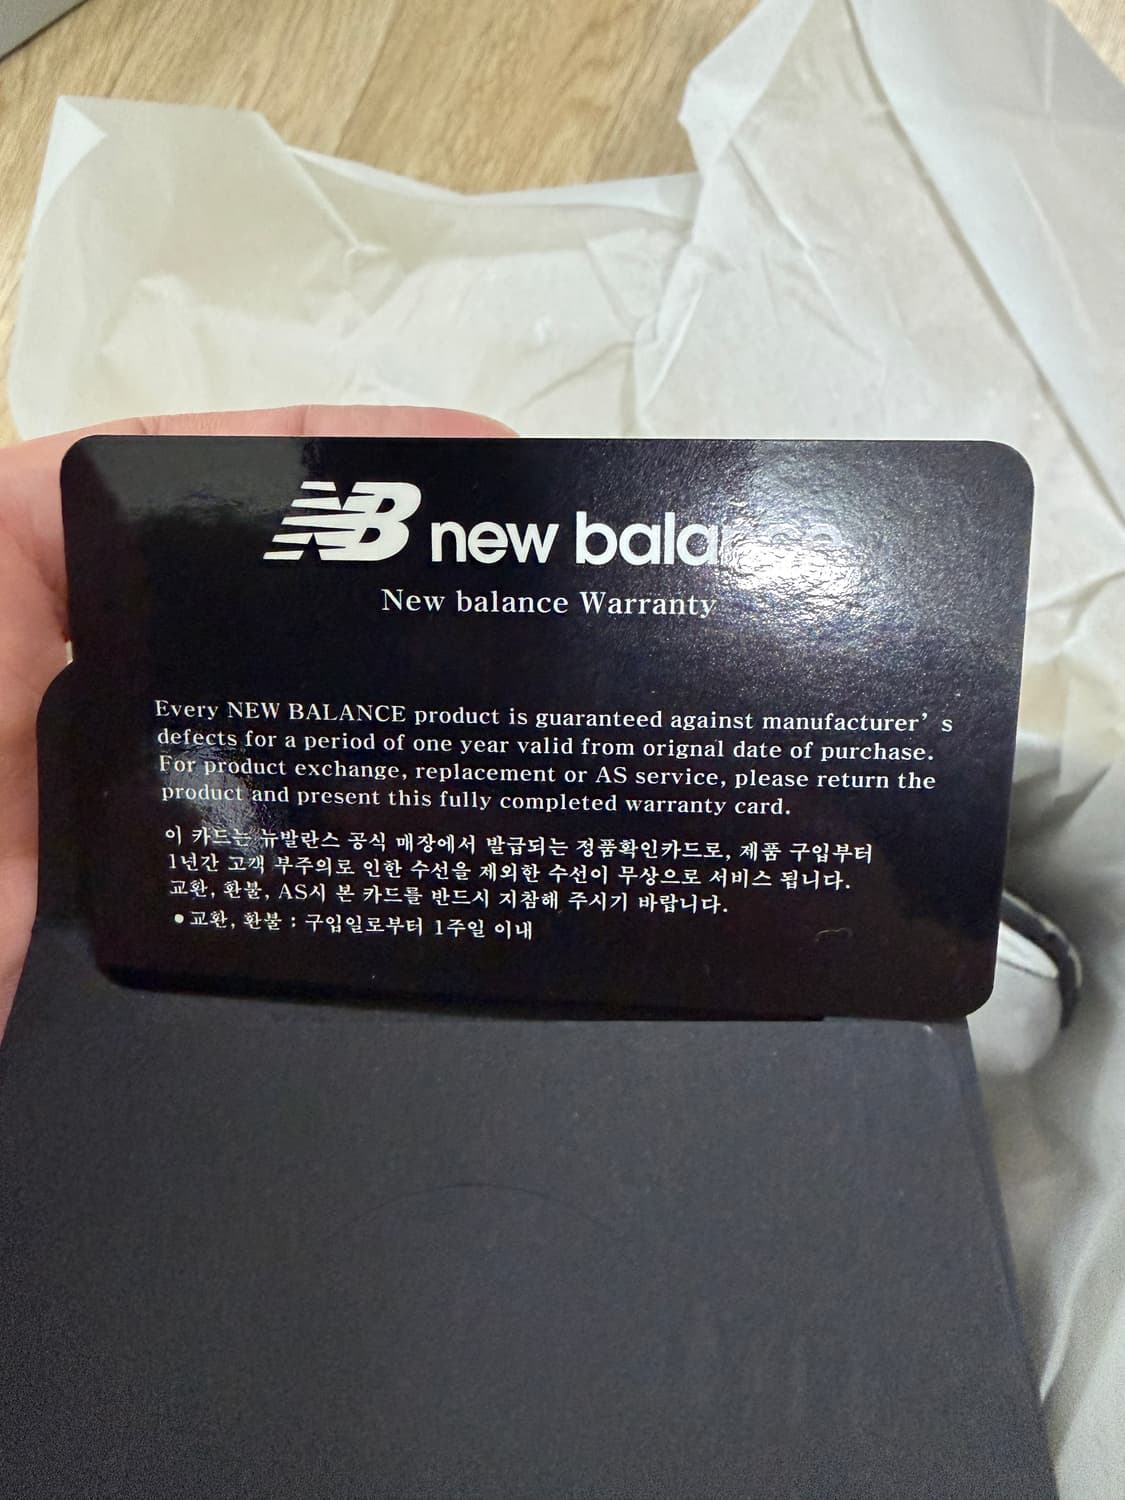 NB new balance
New balance Warranty
Every NEW BALANCE product is guaranteed against manufacturer’ s
defects for a period of one year valid from orignal date of purchase.
For product exchange, replacement or AS service, please return the
product and present this fully completed warranty card.
이 카드는 뉴발란스 공식 매장에서 발급되는 정품확인카드로, 제품 구입부터
1년간 고객 부주의로 인한 수선을 제외한 수선이 무상으로 서비스 됩니다.
교환, 환불, AS시 본 카드를 반드시 지참해 주시기 바랍니다.
● 교환, 환불 : 구입일로부터 1주일 이내